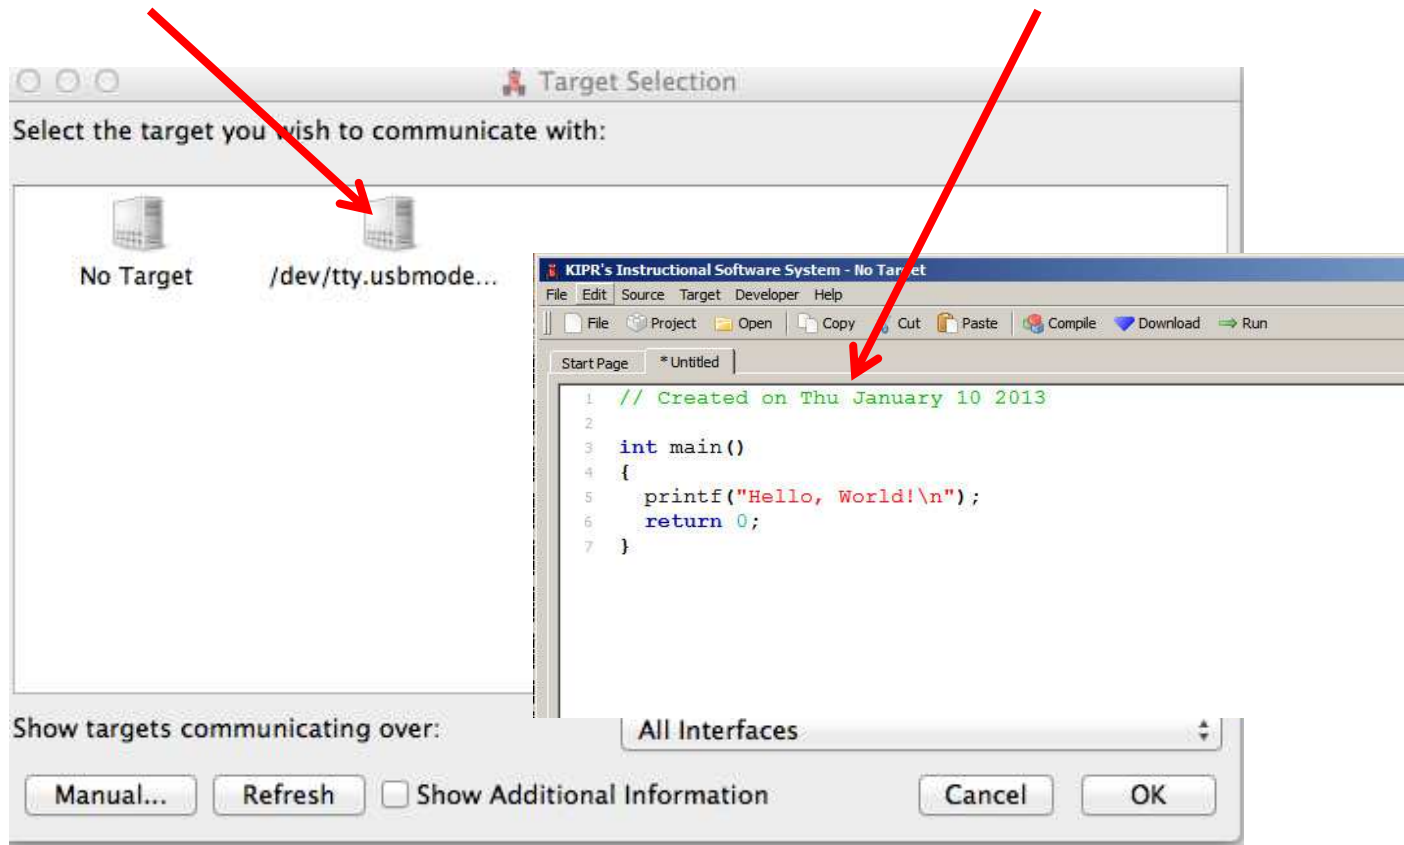 Target Selection
Select the target you wish to communicate with:
No Target
/dev/tty.usbmode...
KIPR's Instructional Software System - No Target
File Edit Source Target Developer Help
File Project Open Copy Cut Paste Compile Download Run
Start Page * Untitled
1 // Created on Thu January 10 2013
2
3 int main()
4 {
5 printf("Hello, World!\n");
6 return 0;
7 }
Show targets communicating over: All Interfaces
Manual... Refresh Show Additional Information Cancel OK